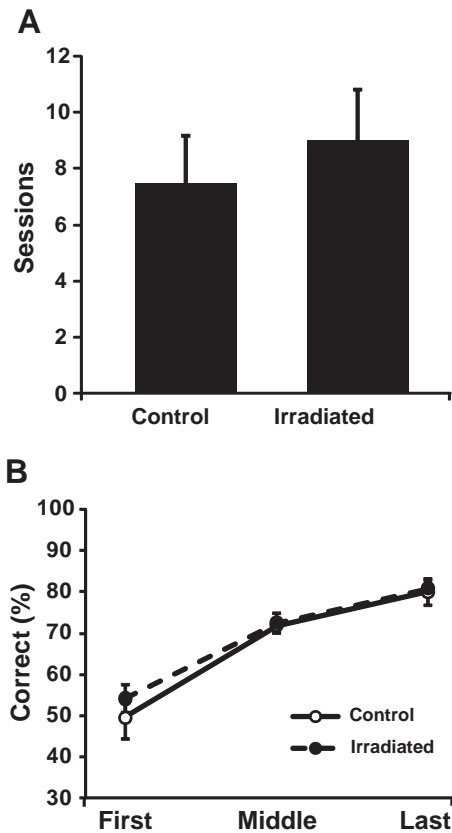 A
12
10
8
6
4
2
0
Sessions
Control Irradiated
B
100
90
80
70
60
50
40
30
Correct (%)
Control
Irradiated
First Middle Last